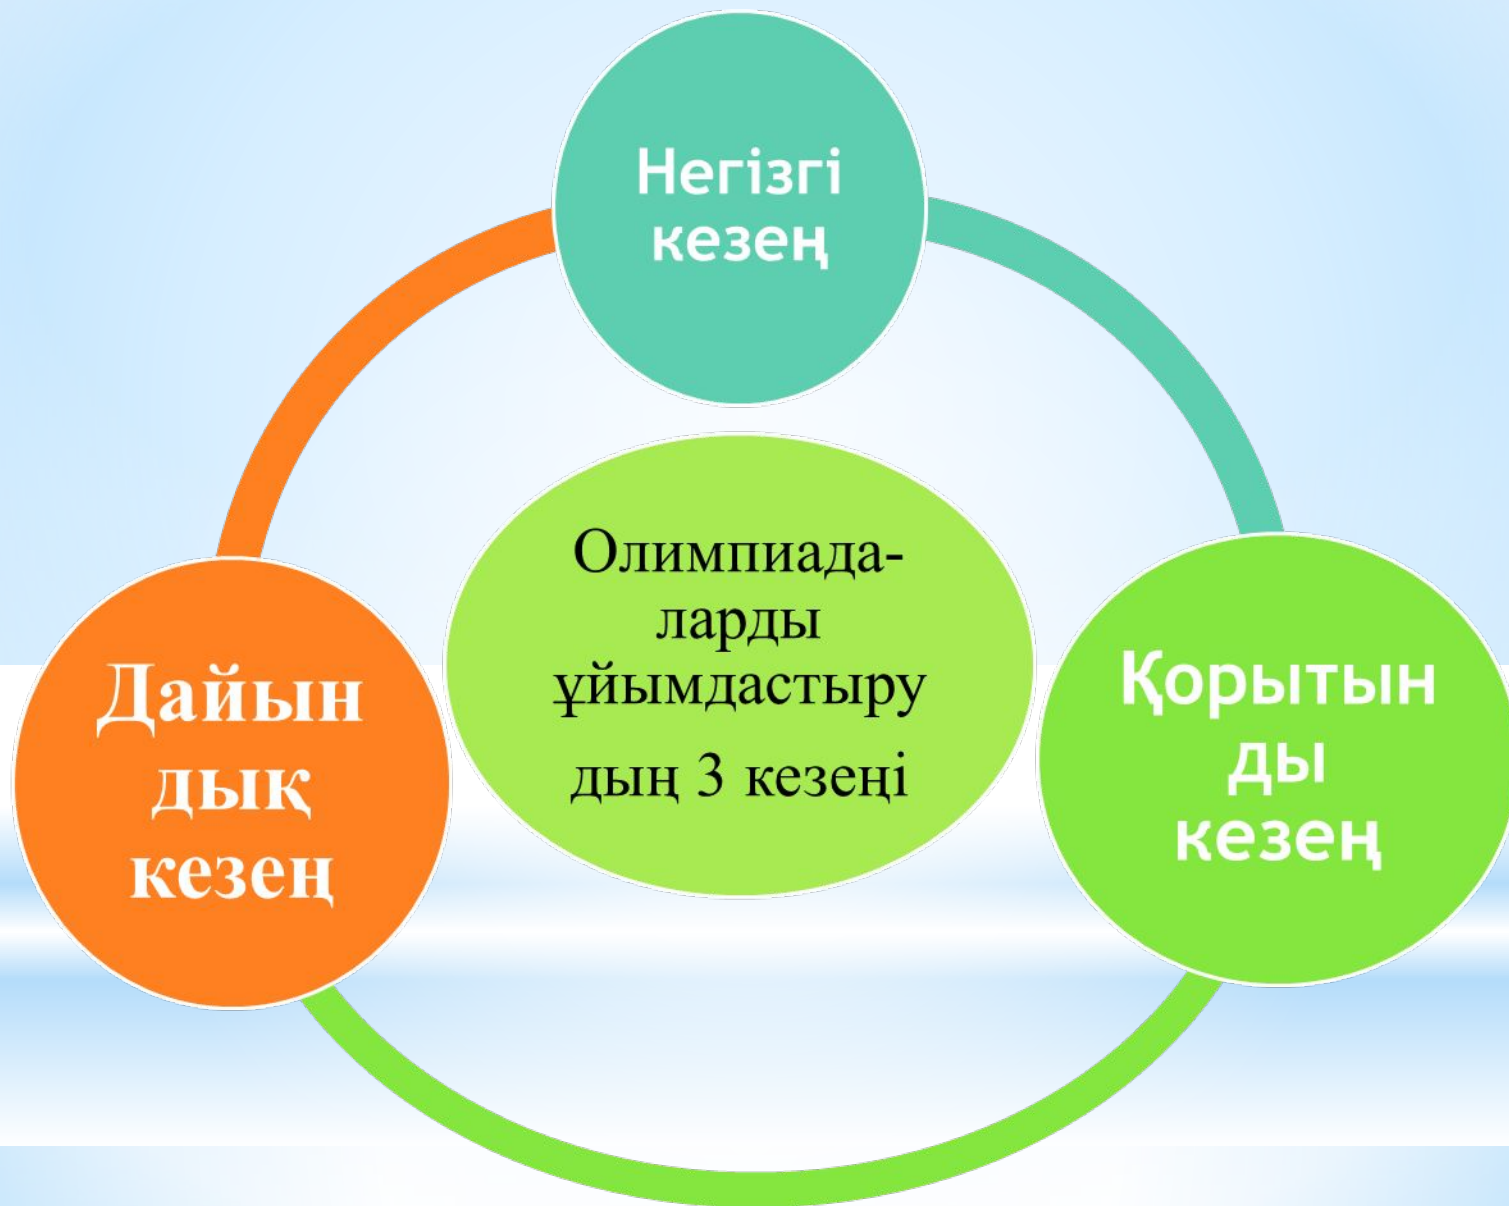 Негізгі
кезең
Олимпиада-
ларды
ұйымдастыру
дың 3 кезеңі
Дайын
дық
кезең
Қорытын
ды
кезең